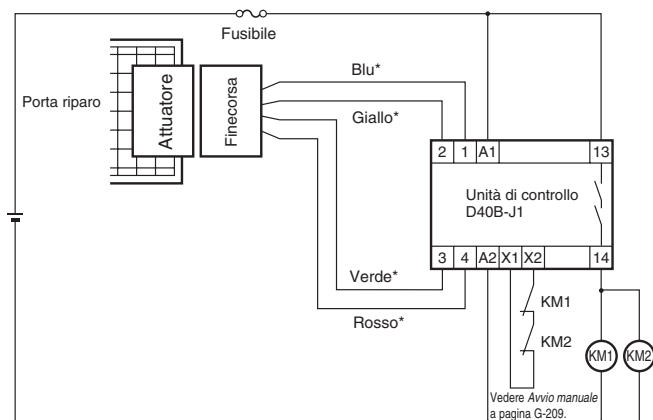 Fusibile
Porta riparo
Attuatore
Finecorsa
Blu*
Giallo*
Verde*
Rosso*
2 1 A1 13
Unità di controllo
D40B-J1
3 4 A2 X1 X2 14
KM1
KM2
KM1 KM2
Vedere Avvio manuale
a pagina G-209.